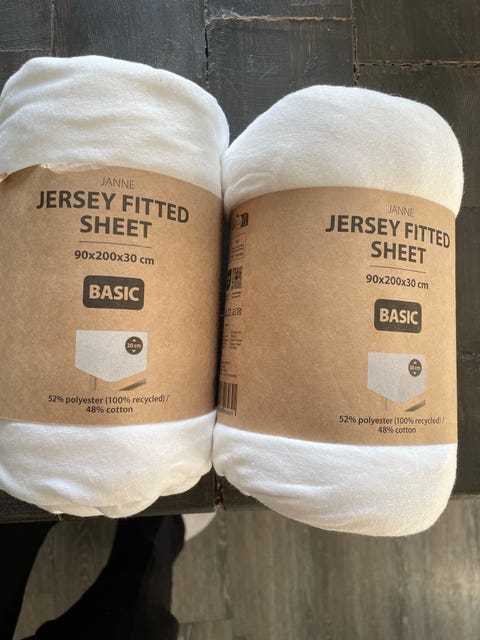 JANNE
JERSEY FITTED
SHEET
90x200x30 cm
BASIC
30 cm
52% polyester (100% recycled) /
48% cotton
JANNE
JERSEY FITTED
SHEET
90x200x30 cm
BASIC
30 cm
52% polyester (100% recycled) /
48% cotton